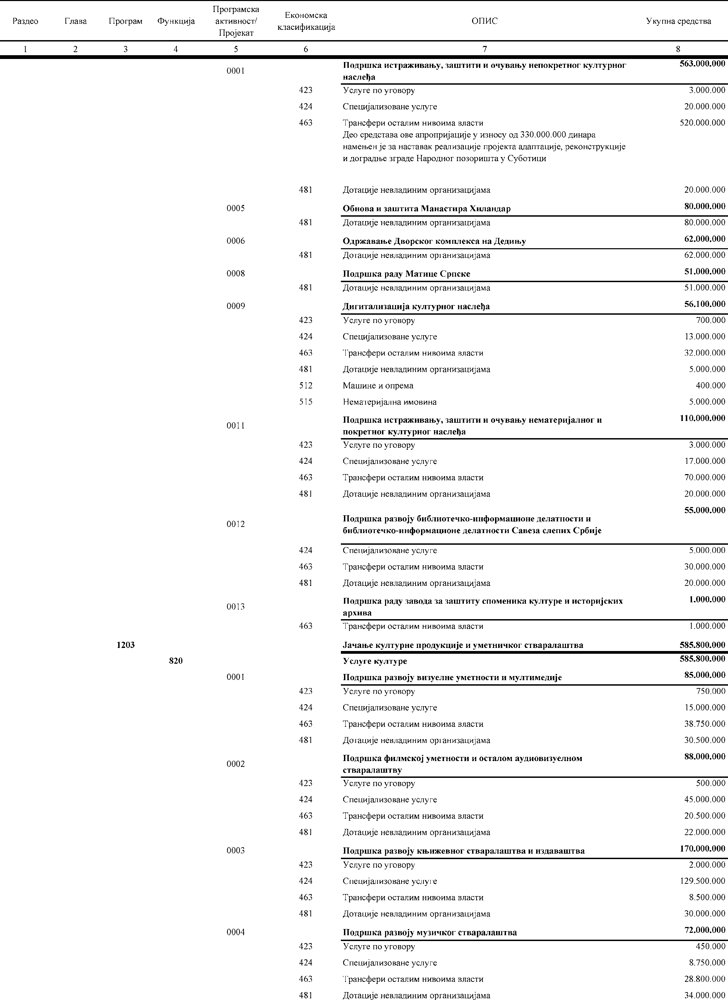 Раздео Глава Програм Функција Програмска активност/ Пројекат Економска класификација ОПИС Укупна средства
1 2 3 4 5 6 7 8
0001 Подршка истраживању, заштити и очувању непокретног културног 563.000.000
наслеђа
423 Услуге по уговору 3.000.000
424 Специјализоване услуге 20.000.000
463 Трансфери осталим нивоима власти 520.000.000
Део средстава ове апропријације у износу од 330.000.000 динара
намењен је за наставак реализације пројекта адаптације, реконструкције
и доградње зграде Народног позоришта у Суботици
481 Дотације невладиним организацијама 20.000.000
0005 Обнова и заштита Манастира Хиландар 80.000.000
481 Дотације невладиним организацијама 80.000.000
0006 Одржавање Дворског комплекса на Дедињу 62.000.000
481 Дотације невладиним организацијама 62.000.000
0008 Подршка раду Матице Српске 51.000.000
481 Дотације невладиним организацијама 51.000.000
0009 Дигитализација културног наслеђа 56.100.000
423 Услуге по уговору 700.000
424 Специјализоване услуге 13.000.000
463 Трансфери осталим нивоима власти 32.000.000
481 Дотације невладиним организацијама 5.000.000
512 Машине и опрема 400.000
515 Нематеријална имовина 5.000.000
0011 Подршка истраживању, заштити и очувању нематеријалног и 110.000.000
покретног културног наслеђа
423 Услуге по уговору 3.000.000
424 Специјализоване услуге 17.000.000
463 Трансфери осталим нивоима власти 70.000.000
481 Дотације невладиним организацијама 20.000.000
0012 Подршка развоју библиотечко-информационе делатности и 55.000.000
библиотечко-информационе делатности Савеза слепих Србије
424 Специјализоване услуге 5.000.000
463 Трансфери осталим нивоима власти 30.000.000
481 Дотације невладиним организацијама 20.000.000
0013 Подршка раду завода за заштиту споменика културе и историјских 1.000.000
архива
463 Трансфери осталим нивоима власти 1.000.000
1203 Јачање културне продукције и уметничког стваралаштва 585.800.000
820 Услуге културе 585.800.000
0001 Подршка развоју визуелне уметности и мултимедије 85.000.000
423 Услуге по уговору 750.000
424 Специјализоване услуге 15.000.000
463 Трансфери осталим нивоима власти 38.750.000
481 Дотације невладиним организацијама 30.500.000
0002 Подршка филмској уметности и осталом аудиовизуелном 88.000.000
стваралаштву
423 Услуге по уговору 500.000
424 Специјализоване услуге 45.000.000
463 Трансфери осталим нивоима власти 20.500.000
481 Дотације невладиним организацијама 22.000.000
0003 Подршка развоју књижевног стваралаштва и издаваштва 170.000.000
423 Услуге по уговору 2.000.000
424 Специјализоване услуге 129.500.000
463 Трансфери осталим нивоима власти 8.500.000
481 Дотације невладиним организацијама 30.000.000
0004 Подршка развоју музичког стваралаштва 72.000.000
423 Услуге по уговору 450.000
424 Специјализоване услуге 8.750.000
463 Трансфери осталим нивоима власти 28.800.000
481 Дотације невладиним организацијама 34.000.000